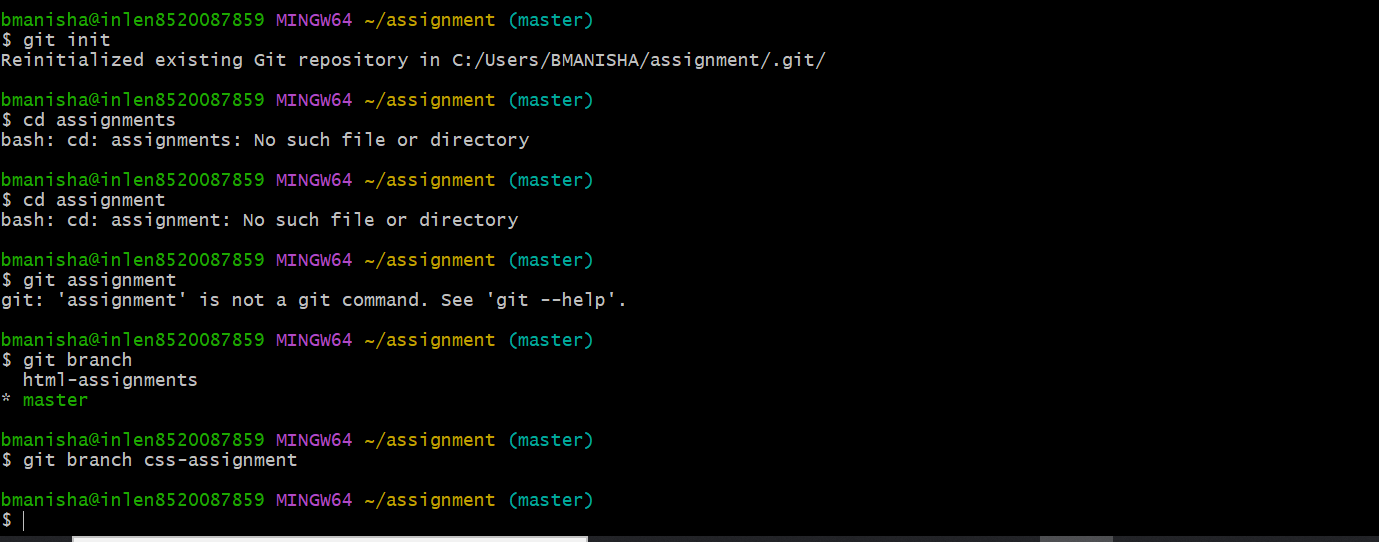 bmanisha@inlen8520087859 MINGW64 ~/assignment (master)
$ git init
Reinitialized existing Git repository in C:/Users/BMANISHA/assignment/.git/
bmanisha@inlen8520087859 MINGW64 ~/assignment (master)
$ cd assignments
bash: cd: assignments: No such file or directory
bmanisha@inlen8520087859 MINGW64 ~/assignment (master)
$ cd assignment
bash: cd: assignment: No such file or directory
bmanisha@inlen8520087859 MINGW64 ~/assignment (master)
$ git assignment
git: 'assignment' is not a git command. See 'git --help'.
bmanisha@inlen8520087859 MINGW64 ~/assignment (master)
$ git branch
  html-assignments
* master
bmanisha@inlen8520087859 MINGW64 ~/assignment (master)
$ git branch css-assignment
bmanisha@inlen8520087859 MINGW64 ~/assignment (master)
$